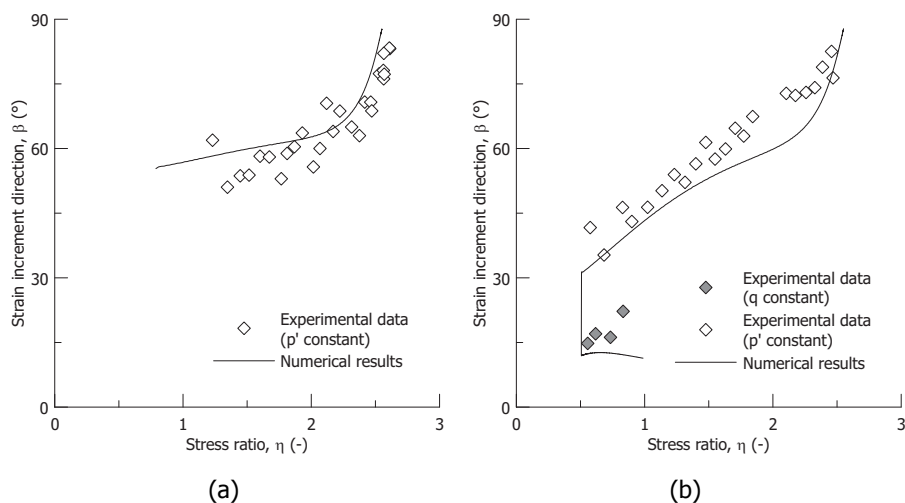 90
60
30
0
Strain increment direction, β (°)
Experimental data
(p' constant)
Numerical results
0
1
2
3
Stress ratio, η (-)
(a)
90
60
30
0
Strain increment direction, β (°)
Experimental data
(q constant)
Experimental data
(p' constant)
Numerical results
0
1
2
3
Stress ratio, η (-)
(b)